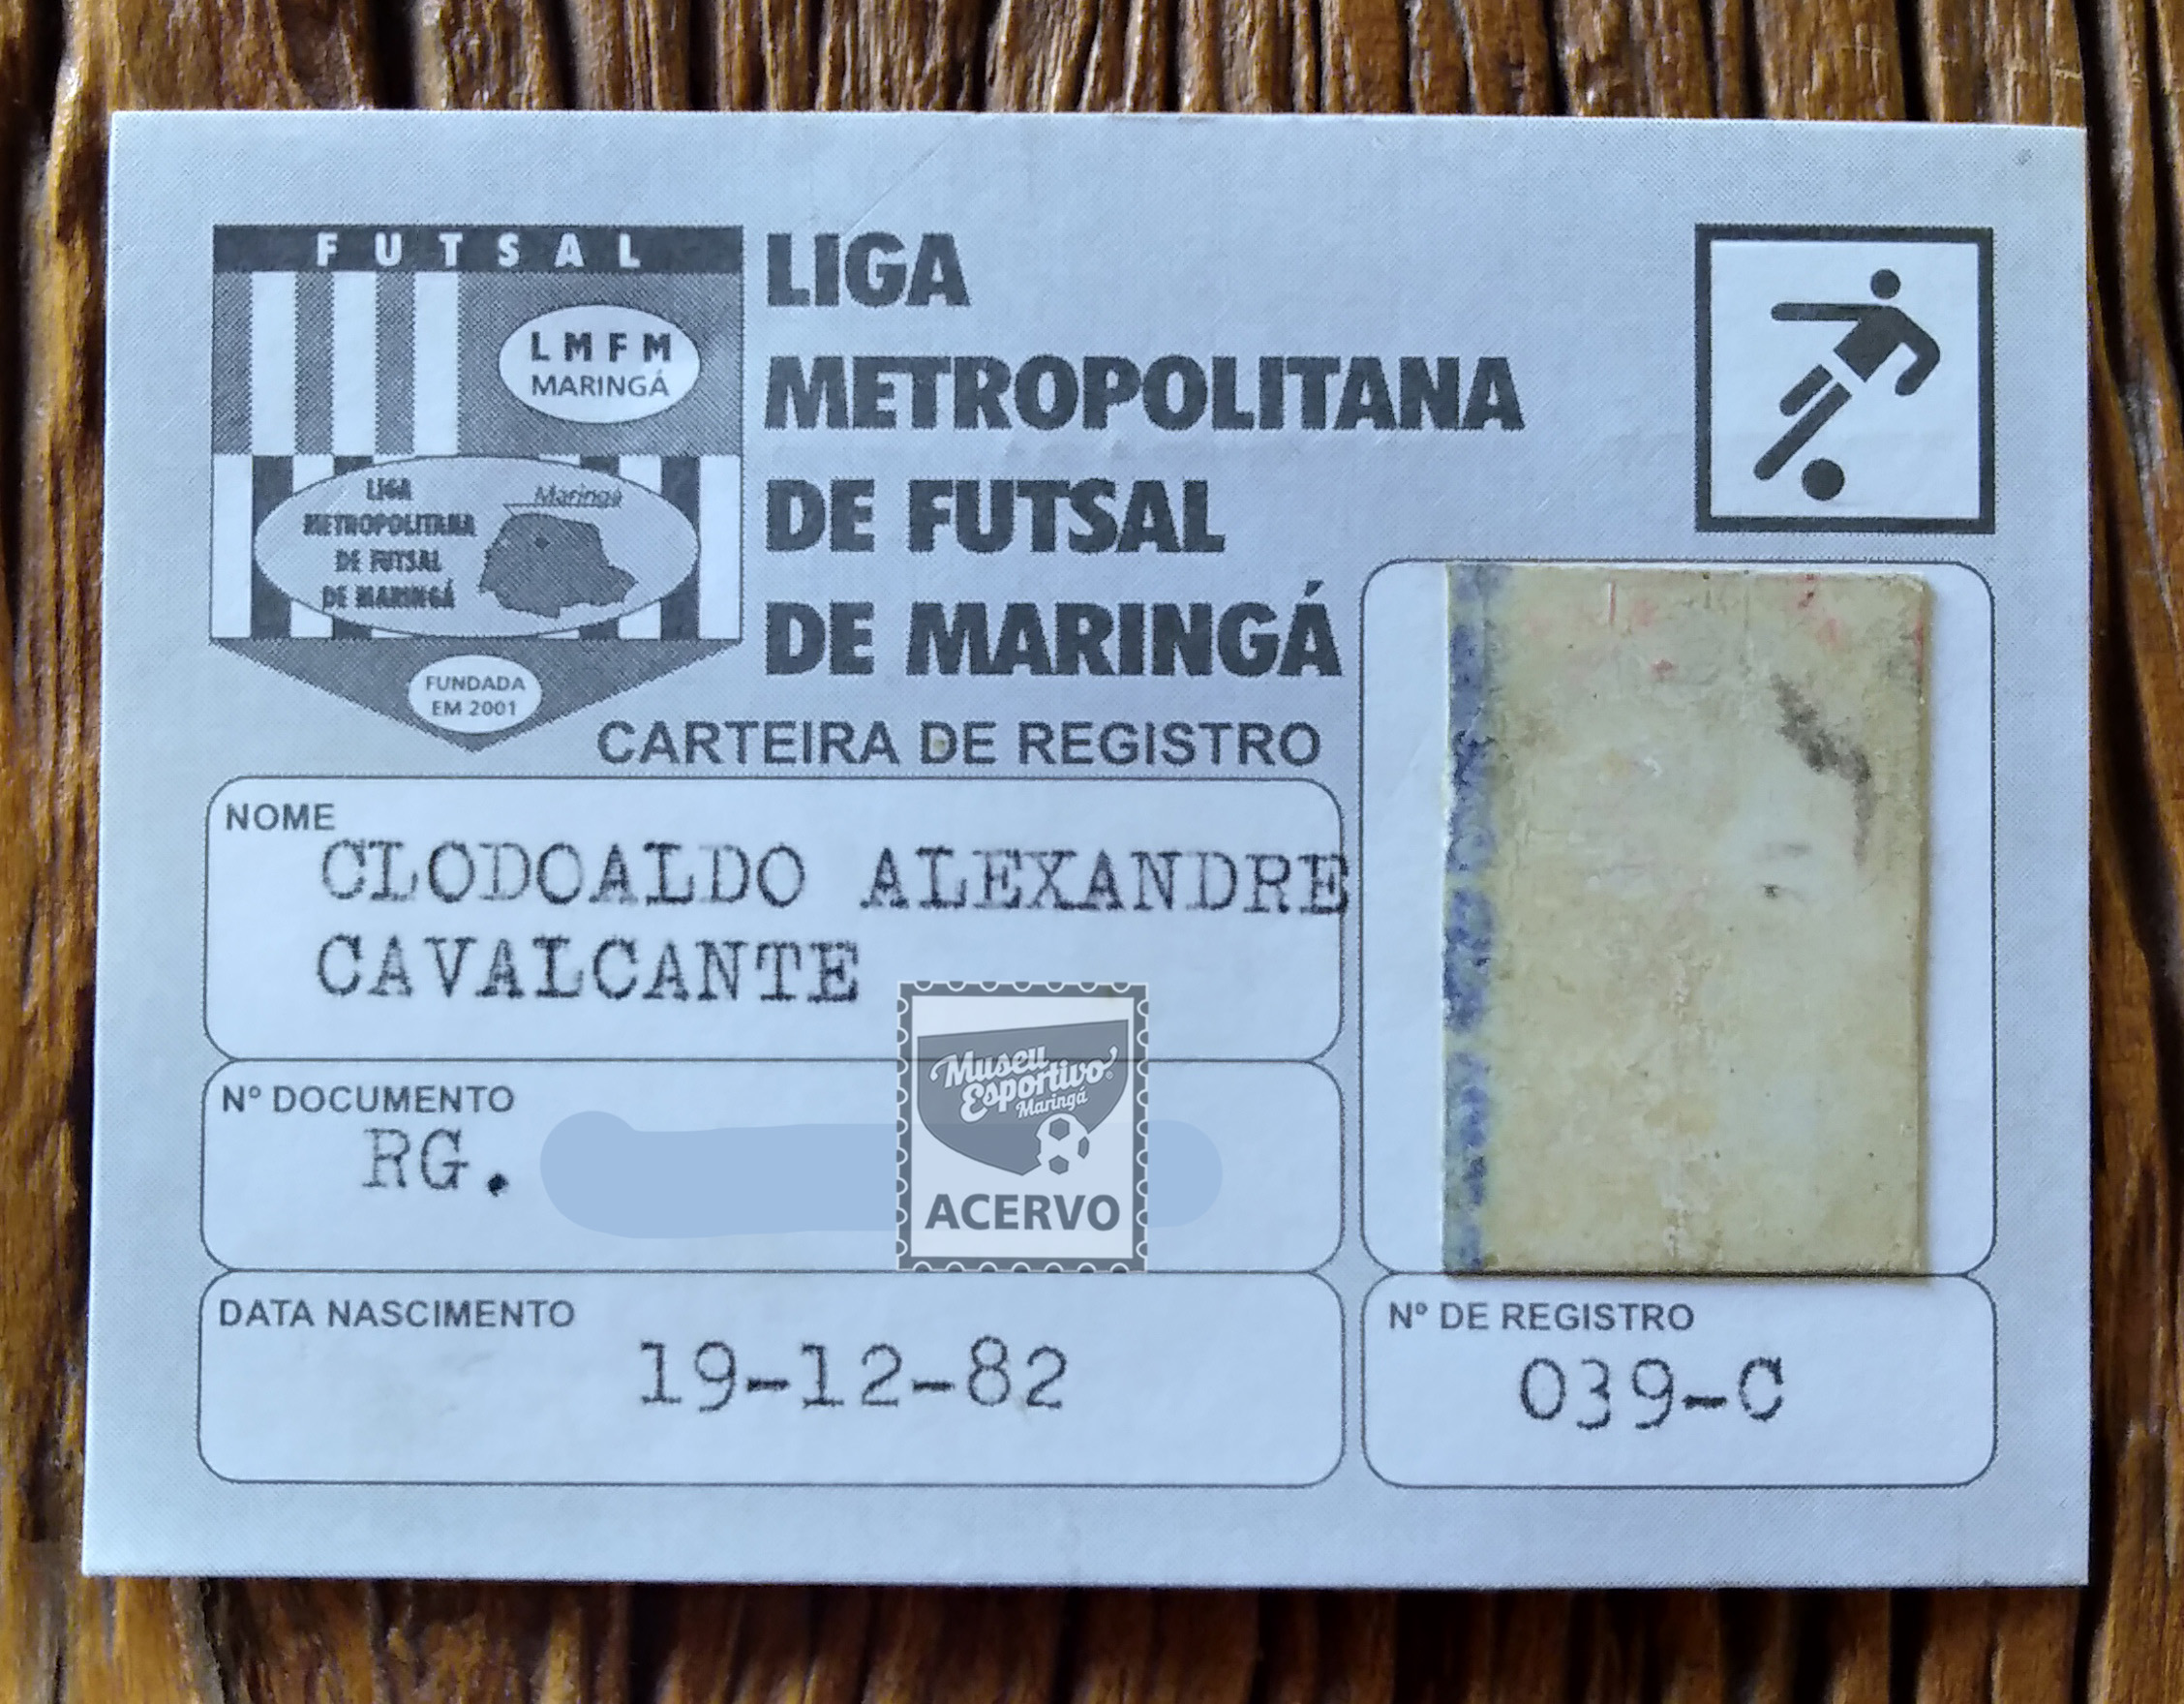 FUTSAL
LMFM
MARINGÁ
LIGA
METROPOLITANA
DE FUTSAL
DE MARINGÁ
Maringá
FUNDADA
EM 2001
LIGA
METROPOLITANA
DE FUTSAL
DE MARINGÁ
CARTEIRA DE REGISTRO
NOME
CLODOALDO ALEXANDRE
CAVALCANTE
Nº DOCUMENTO
RG.
Museu
Esportivo
Maringá
ACERVO
DATA NASCIMENTO
19-12-82
Nº DE REGISTRO
039-C